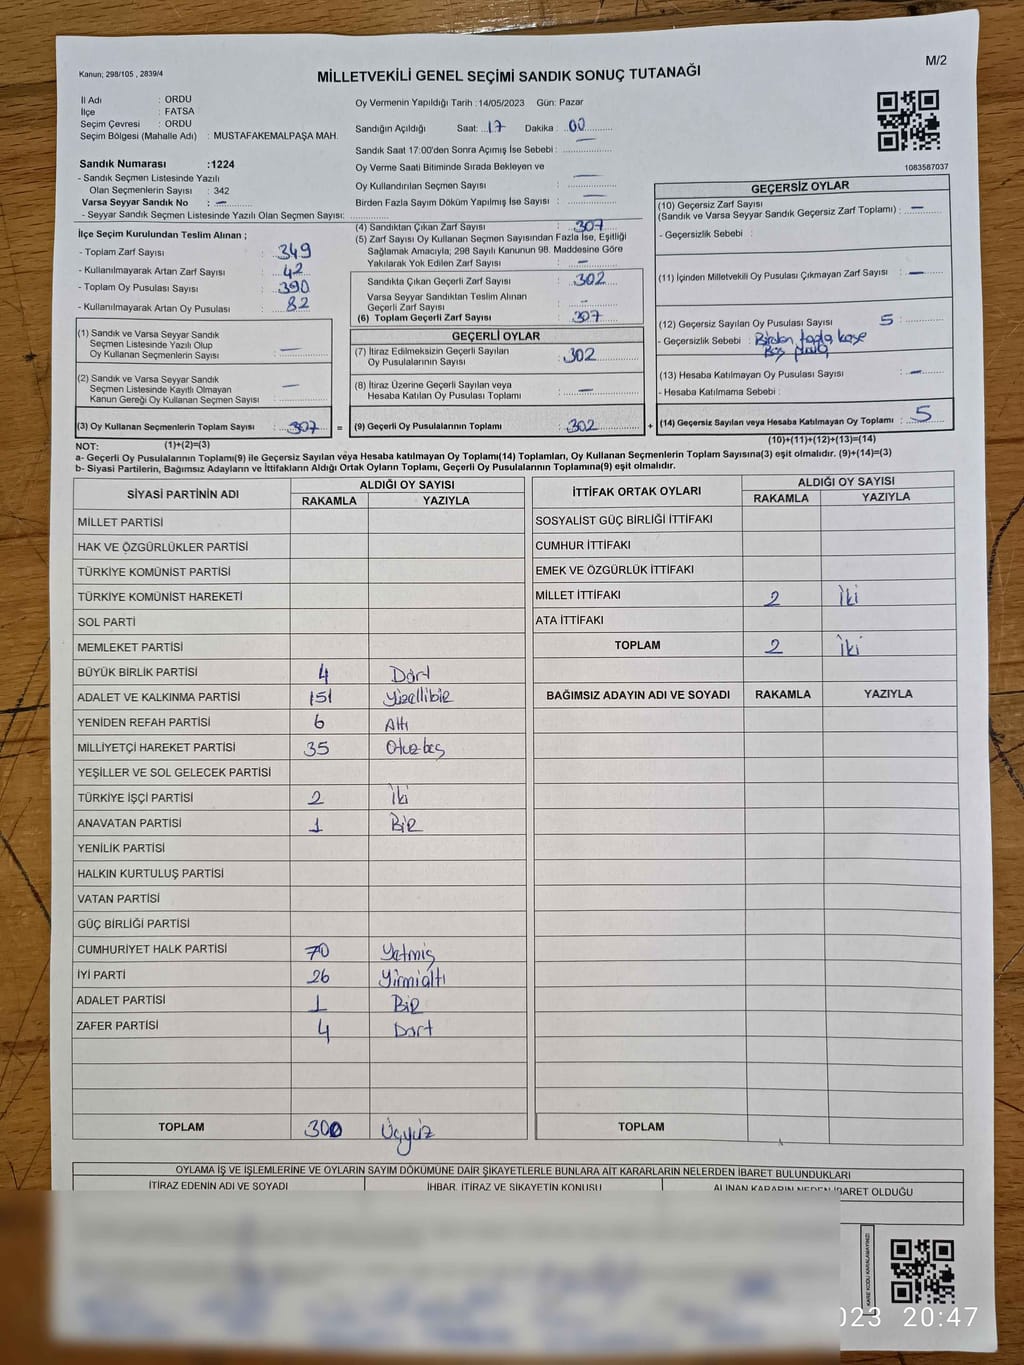 Kanun; 298/105 , 2839/4
MİLLETVEKİLİ GENEL SEÇİMİ SANDIK SONUÇ TUTANAĞI
M/2
İl Adı : ORDU
İlçe : FATSA
Seçim Çevresi : ORDU
Seçim Bölgesi (Mahalle Adı) : MUSTAFAKEMALPAŞA MAH.
Sandık Numarası :1224
- Sandık Seçmen Listesinde Yazılı
Olan Seçmenlerin Sayısı : 342
Varsa Seyyar Sandık No : —
- Seyyar Sandık Seçmen Listesinde Yazılı Olan Seçmen Sayısı:
Oy Vermenin Yapıldığı Tarih :14/05/2023 Gün: Pazar
Sandığın Açıldığı Saat: 17 Dakika : 00
Sandık Saat 17:00'den Sonra Açımış İse Sebebi : —
Oy Verme Saati Bitiminde Sırada Bekleyen ve
Oy Kullandırılan Seçmen Sayısı : —
Birden Fazla Sayım Döküm Yapılmış İse Sayısı : —
1083587037
İlçe Seçim Kurulundan Teslim Alınan ;
- Toplam Zarf Sayısı : 349
- Kullanılmayarak Artan Zarf Sayısı : 42
- Toplam Oy Pusulası Sayısı : 390
- Kullanılmayarak Artan Oy Pusulası : 82
(1) Sandık ve Varsa Seyyar Sandık
Seçmen Listesinde Yazılı Olup
Oy Kullanan Seçmenlerin Sayısı : —
(2) Sandık ve Varsa Seyyar Sandık
Seçmen Listesinde Kayıtlı Olmayan
Kanun Gereği Oy Kullanan Seçmen Sayısı : —
(3) Oy Kullanan Seçmenlerin Toplam Sayısı : 307 =
(1)+(2)=(3)
(4) Sandıktan Çıkan Zarf Sayısı : 307
(5) Zarf Sayısı Oy Kullanan Seçmen Sayısından Fazla İse, Eşitliği
Sağlamak Amacıyla, 298 Sayılı Kanunun 98. Maddesine Göre
Yakılarak Yok Edilen Zarf Sayısı : —
Sandıkta Çıkan Geçerli Zarf Sayısı : 302
Varsa Seyyar Sandıktan Teslim Alınan
Geçerli Zarf Sayısı : -
(6) Toplam Geçerli Zarf Sayısı : 307
GEÇERLİ OYLAR
(7) İtiraz Edilmeksizin Geçerli Sayılan
Oy Pusulalarının Sayısı : 302
(8) İtiraz Üzerine Geçerli Sayılan veya
Hesaba Katılan Oy Pusulası Toplamı : —
(9) Geçerli Oy Pusulalarının Toplamı : 302 +
GEÇERSİZ OYLAR
(10) Geçersiz Zarf Sayısı
(Sandık ve Varsa Seyyar Sandık Geçersiz Zarf Toplamı) : —
- Geçersizlik Sebebi :
(11) İçinden Milletvekili Oy Pusulası Çıkmayan Zarf Sayısı : —
(12) Geçersiz Sayılan Oy Pusulası Sayısı : 5
- Geçersizlik Sebebi : Birden fazla kaşe
Boş
(13) Hesaba Katılmayan Oy Pusulası Sayısı : —
- Hesaba Katılmama Sebebi :
(14) Geçersiz Sayılan veya Hesaba Katılmayan Oy Toplamı : 5
(10)+(11)+(12)+(13)=(14)
NOT:
a- Geçerli Oy Pusulalarının Toplamı(9) ile Geçersiz Sayılan veya Hesaba katılmayan Oy Toplamı(14) Toplamları, Oy Kullanan Seçmenlerin Toplam Sayısına(3) eşit olmalıdır. (9)+(14)=(3)
b- Siyasi Partilerin, Bağımsız Adayların ve İttifakların Aldığı Ortak Oyların Toplamı, Geçerli Oy Pusulalarının Toplamına(9) eşit olmalıdır.
SİYASİ PARTİNİN ADI ALDIĞI OY SAYISI
RAKAMLA YAZIYLA
MİLLET PARTİSİ
HAK VE ÖZGÜRLÜKLER PARTİSİ
TÜRKİYE KOMÜNİST PARTİSİ
TÜRKİYE KOMÜNİST HAREKETİ
SOL PARTİ
MEMLEKET PARTİSİ
BÜYÜK BİRLİK PARTİSİ 4 Dört
ADALET VE KALKINMA PARTİSİ 151 Yüzellibir
YENİDEN REFAH PARTİSİ 6 Altı
MİLLİYETÇİ HAREKET PARTİSİ 35 Otuzbeş
YEŞİLLER VE SOL GELECEK PARTİSİ
TÜRKİYE İŞÇİ PARTİSİ 2 İki
ANAVATAN PARTİSİ 1 Bir
YENİLİK PARTİSİ
HALKIN KURTULUŞ PARTİSİ
VATAN PARTİSİ
GÜÇ BİRLİĞİ PARTİSİ
CUMHURİYET HALK PARTİSİ 70 Yetmiş
İYİ PARTİ 26 Yirmialtı
ADALET PARTİSİ 1 Bir
ZAFER PARTİSİ 4 Dört
TOPLAM 300 Üçyüz
İTTİFAK ORTAK OYLARI ALDIĞI OY SAYISI
RAKAMLA YAZIYLA
SOSYALİST GÜÇ BİRLİĞİ İTTİFAKI
CUMHUR İTTİFAKI
EMEK VE ÖZGÜRLÜK İTTİFAKI
MİLLET İTTİFAKI 2 İki
ATA İTTİFAKI
TOPLAM 2 İki
BAĞIMSIZ ADAYIN ADI VE SOYADI RAKAMLA YAZIYLA
TOPLAM
OYLAMA İŞ VE İŞLEMLERİNE VE OYLARIN SAYIM DÖKÜMÜNE DAİR ŞİKAYETLERLE BUNLARA AİT KARARLARIN NELERDEN İBARET BULUNDUKLARI
İTİRAZ EDENİN ADI VE SOYADI İHBAR, İTİRAZ VE ŞİKAYETİN KONUSU ALINAN KARARIN NEDEN İBARET OLDUĞU
023 20:47